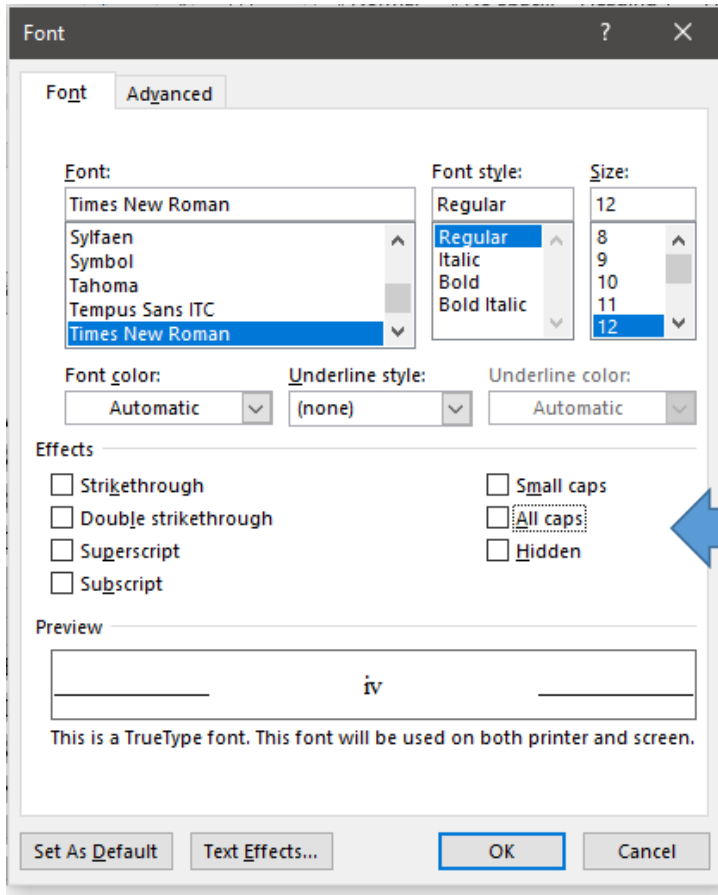 Font ?
Font Advanced
Font: Font style: Size:
Times New Roman Regular 12
Sylfaen Regular 8
Symbol Italic 9
Tahoma Bold 10
Tempus Sans ITC Bold Italic 11
Times New Roman 12
Font color: Underline style: Underline color:
Automatic (none) Automatic
Effects
Strikethrough Small caps
Double strikethrough All caps
Superscript Hidden
Subscript
Preview
iv
This is a TrueType font. This font will be used on both printer and screen.
Set As Default Text Effects... OK Cancel